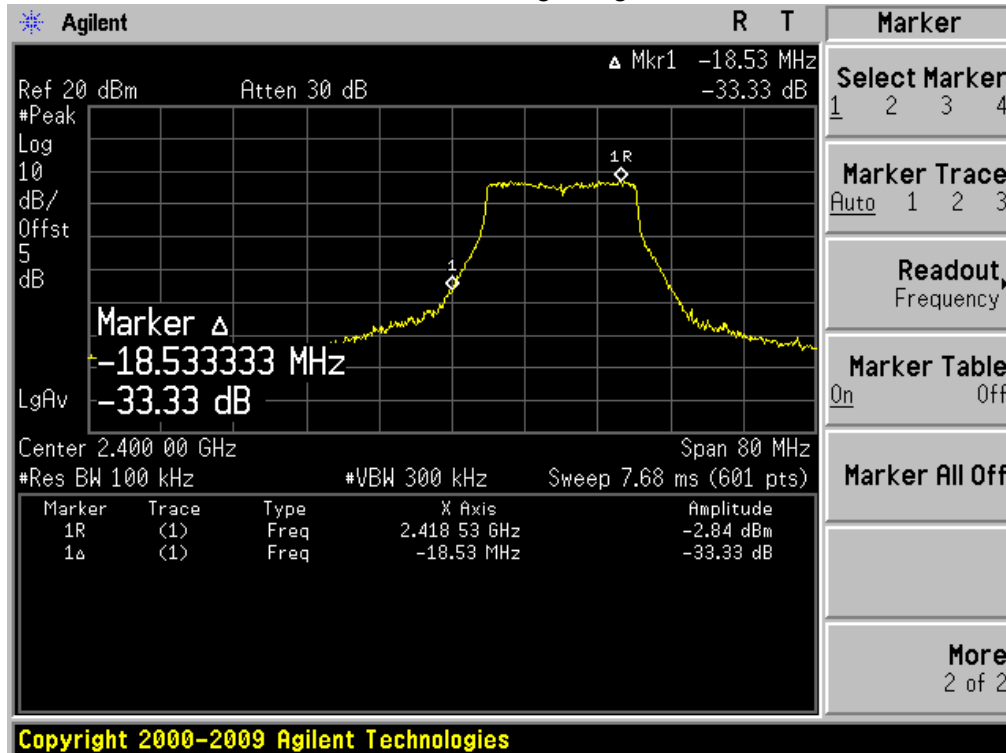 Agilent R T Marker
Δ Mkr1 -18.53 MHz
Ref 20 dBm Atten 30 dB -33.33 dB
#Peak
Log
10
dB/
Offst
5
dB
1R
1
Marker Δ
-18.533333 MHz
-33.33 dB
LgAv
Center 2.400 00 GHz Span 80 MHz
#Res BW 100 kHz #VBW 300 kHz Sweep 7.68 ms (601 pts)
Marker Trace Type X Axis Amplitude
1R (1) Freq 2.418 53 GHz -2.84 dBm
1Δ (1) Freq -18.53 MHz -33.33 dB
Select Marker
1 2 3 4
Marker Trace
Auto 1 2 3
Readout
Frequency
Marker Table
On Off
Marker All Off
More
2 of 2
Copyright 2000-2009 Agilent Technologies